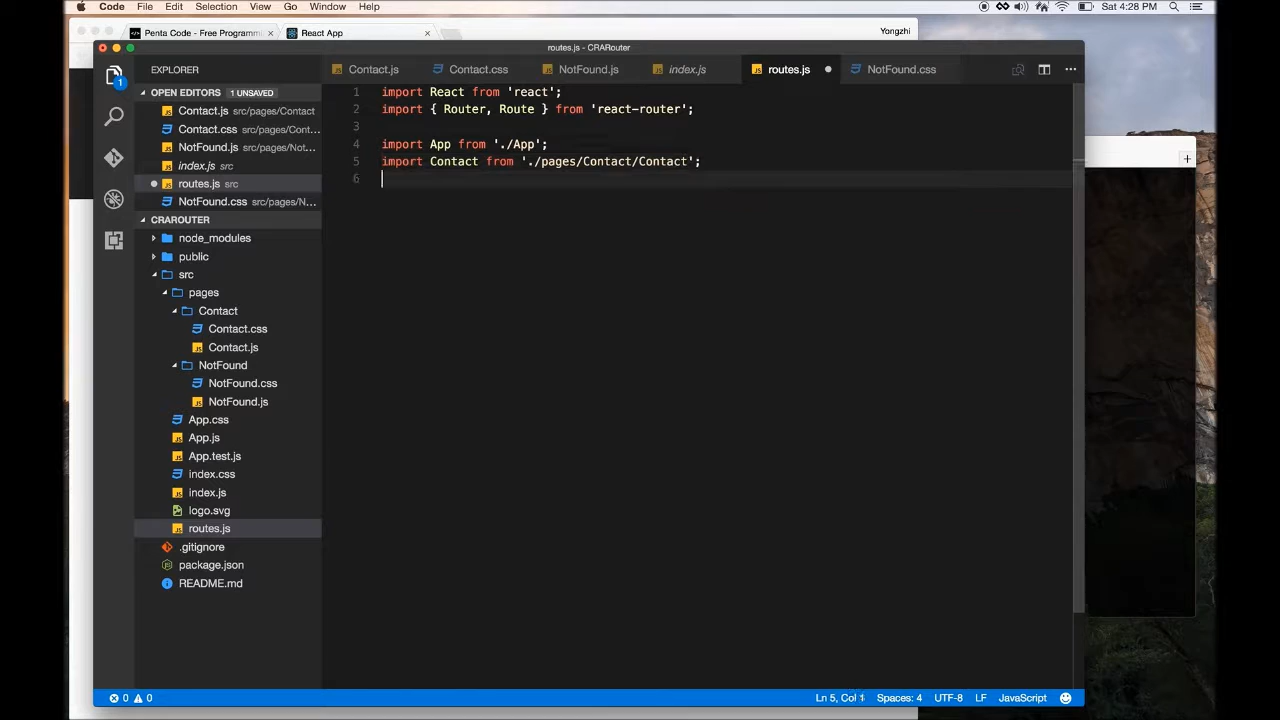 Code File Edit Selection View Go Window Help Sat 4:28 PM
Penta Code - Free Programm... × React App × Yongzhi
routes.js - CRARouter
EXPLORER
Contact.js Contact.css NotFound.js index.js routes.js NotFound.css
OPEN EDITORS 1 UNSAVED
Contact.js src/pages/Contact
Contact.css src/pages/Cont...
NotFound.js src/pages/Not...
index.js src
routes.js src
NotFound.css src/pages/N...
CRAROUTER
node_modules
public
src
pages
Contact
Contact.css
Contact.js
NotFound
NotFound.css
NotFound.js
App.css
App.js
App.test.js
index.css
index.js
logo.svg
routes.js
.gitignore
package.json
README.md
1 import React from 'react';
2 import { Router, Route } from 'react-router';
3
4 import App from './App';
5 import Contact from './pages/Contact/Contact';
6
0 0 Ln 5, Col 1 Spaces: 4 UTF-8 LF JavaScript